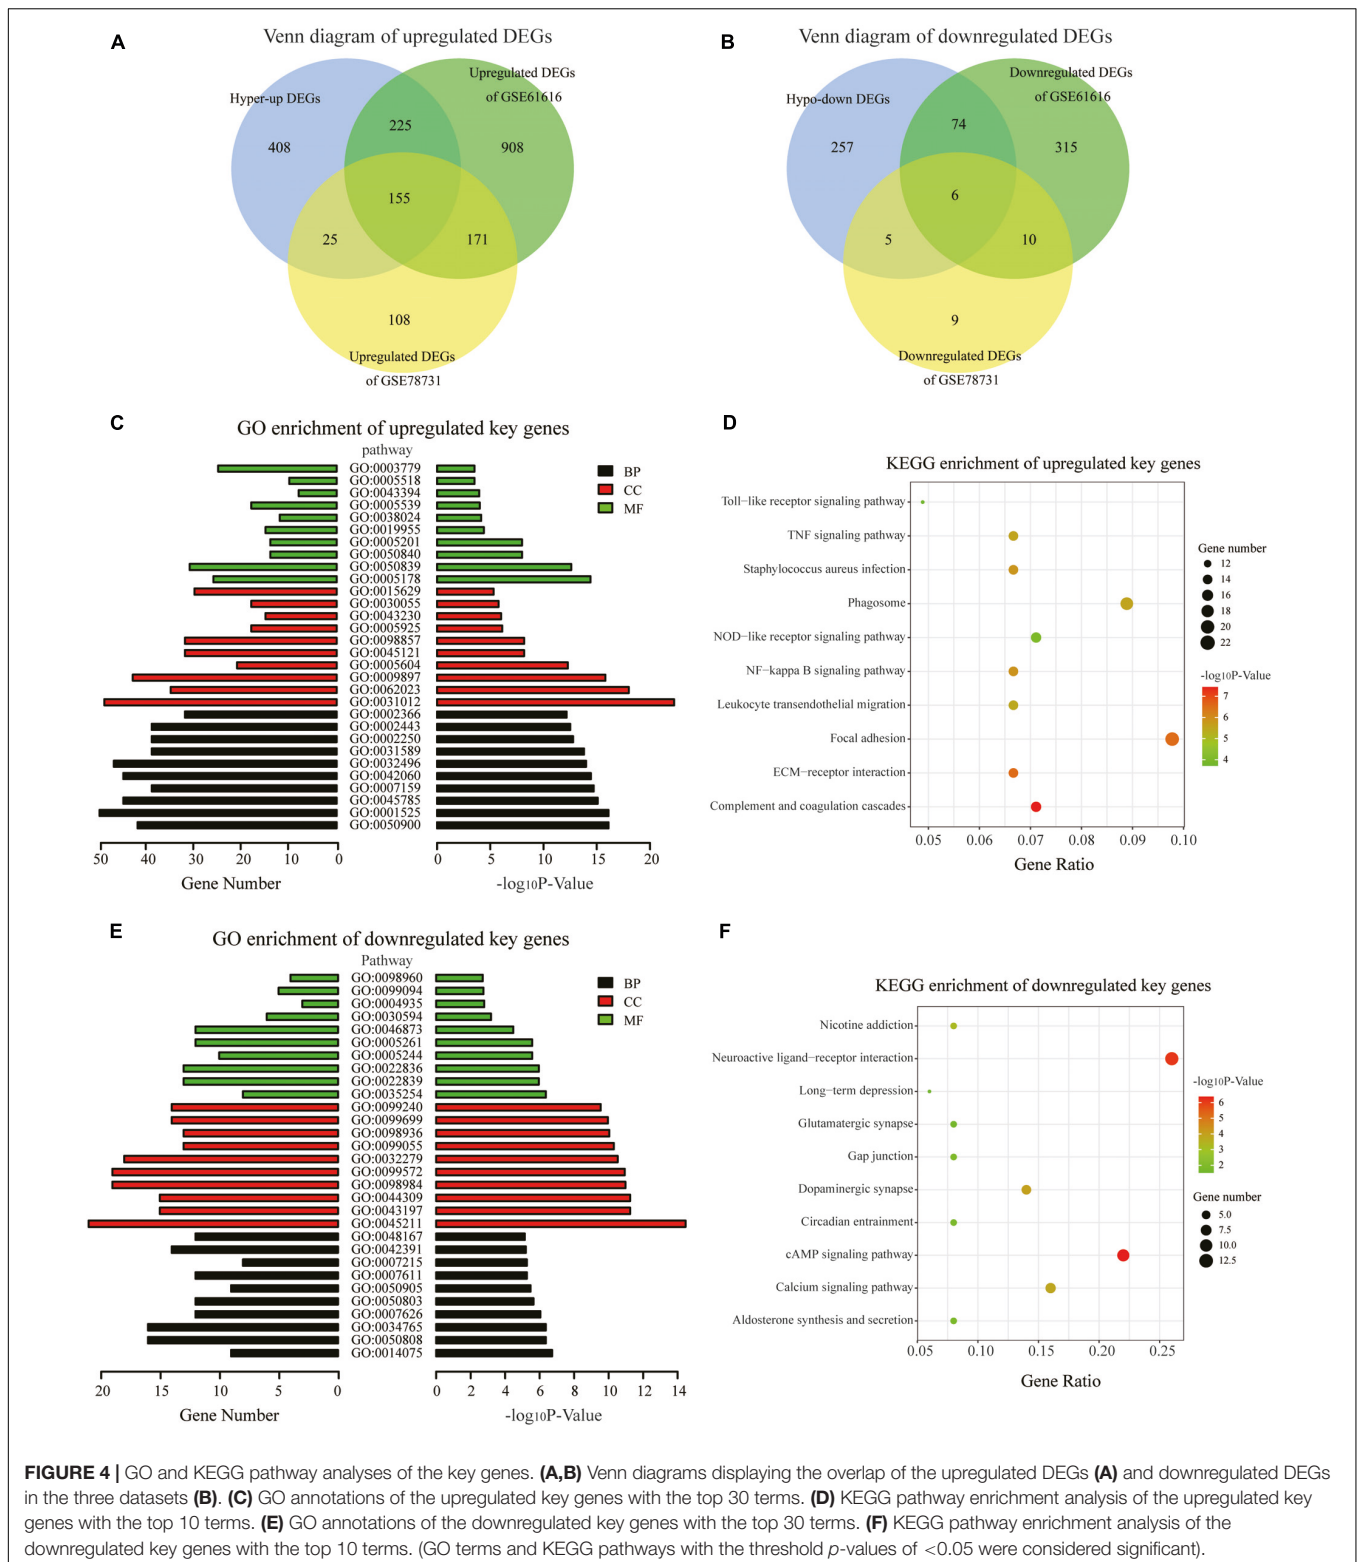 A
Venn diagram of upregulated DEGs
Hyper-up DEGs
Upregulated DEGs
of GSE61616
225
408
908
155
25
171
108
Upregulated DEGs
of GSE78731
B
Venn diagram of downregulated DEGs
Hypo-down DEGs
Downregulated DEGs
of GSE61616
74
257
315
6
5
10
9
Downregulated DEGs
of GSE78731
C
GO enrichment of upregulated key genes
pathway
GO:0003779
GO:0005518
GO:0043394
GO:0005539
GO:0038024
GO:0019955
GO:0005201
GO:0050840
GO:0050839
GO:0005178
GO:0015629
GO:0030055
GO:0043230
GO:0005925
GO:0098857
GO:0045121
GO:0005604
GO:0009897
GO:0062023
GO:0031012
GO:0002366
GO:0002443
GO:0002250
GO:0031589
GO:0032496
GO:0042060
GO:0007159
GO:0045785
GO:0001525
GO:0050900
BP
CC
MF
50 40 30 20 10 0
0 5 10 15 20
Gene Number
-log10P-Value
D
KEGG enrichment of upregulated key genes
Toll−like receptor signaling pathway
TNF signaling pathway
Staphylococcus aureus infection
Phagosome
NOD−like receptor signaling pathway
NF−kappa B signaling pathway
Leukocyte transendothelial migration
Focal adhesion
ECM−receptor interaction
Complement and coagulation cascades
0.05 0.06 0.07 0.08 0.09 0.10
Gene Ratio
Gene number
12
14
16
18
20
22
-log10P-Value
7
6
5
4
E
GO enrichment of downregulated key genes
Pathway
GO:0098960
GO:0099094
GO:0004935
GO:0030594
GO:0046873
GO:0005261
GO:0005244
GO:0022836
GO:0022839
GO:0035254
GO:0099240
GO:0099699
GO:0098936
GO:0099055
GO:0032279
GO:0099572
GO:0098984
GO:0044309
GO:0043197
GO:0045211
GO:0048167
GO:0042391
GO:0007215
GO:0007611
GO:0050905
GO:0050803
GO:0007626
GO:0034765
GO:0050808
GO:0014075
BP
CC
MF
20 15 10 5 0
0 2 4 6 8 10 12 14
Gene Number
-log10P-Value
F
KEGG enrichment of downregulated key genes
Nicotine addiction
Neuroactive ligand−receptor interaction
Long−term depression
Glutamatergic synapse
Gap junction
Dopaminergic synapse
Circadian entrainment
cAMP signaling pathway
Calcium signaling pathway
Aldosterone synthesis and secretion
0.05 0.10 0.15 0.20 0.25
Gene Ratio
-log10P-Value
6
5
4
3
2
Gene number
5.0
7.5
10.0
12.5
FIGURE 4 | GO and KEGG pathway analyses of the key genes. (A,B) Venn diagrams displaying the overlap of the upregulated DEGs (A) and downregulated DEGs
in the three datasets (B). (C) GO annotations of the upregulated key genes with the top 30 terms. (D) KEGG pathway enrichment analysis of the upregulated key
genes with the top 10 terms. (E) GO annotations of the downregulated key genes with the top 30 terms. (F) KEGG pathway enrichment analysis of the
downregulated key genes with the top 10 terms. (GO terms and KEGG pathways with the threshold p-values of <0.05 were considered significant).